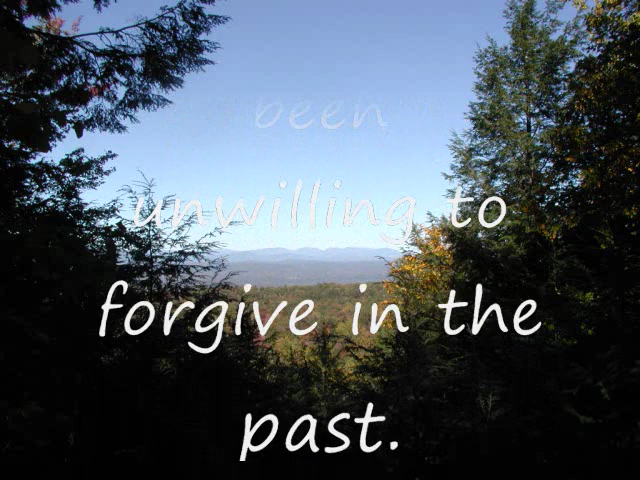 been
unwilling to
forgive in the
past.